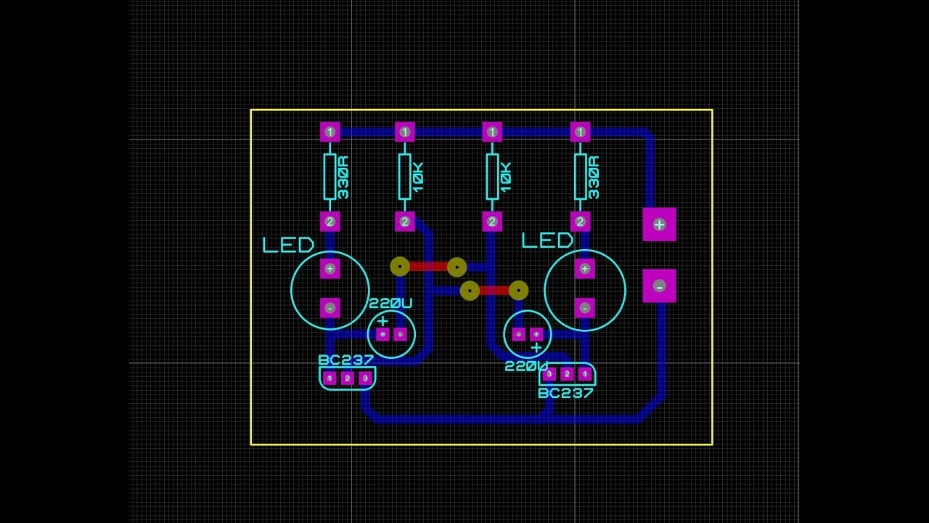 1 1 1 1
330R 10K 10K 330R
2 2 2 2
+
LED LED
+ +
-
- -
220U
+
+
BC237
220U
1 2 3
3 2 1
BC237